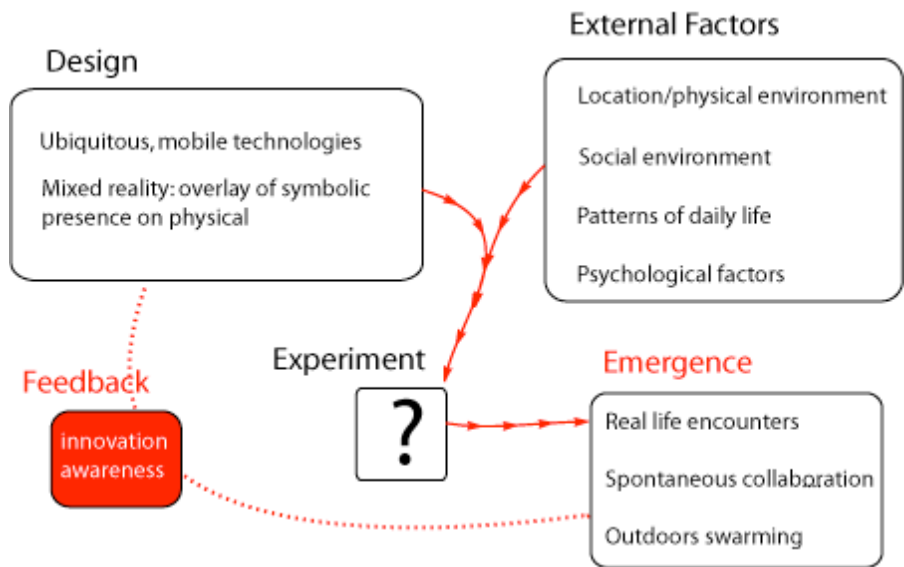 Design
Ubiquitous, mobile technologies
Mixed reality: overlay of symbolic
presence on physical
External Factors
Location/physical environment
Social environment
Patterns of daily life
Psychological factors
Experiment
?
Emergence
Real life encounters
Spontaneous collaboration
Outdoors swarming
Feedback
innovation
awareness